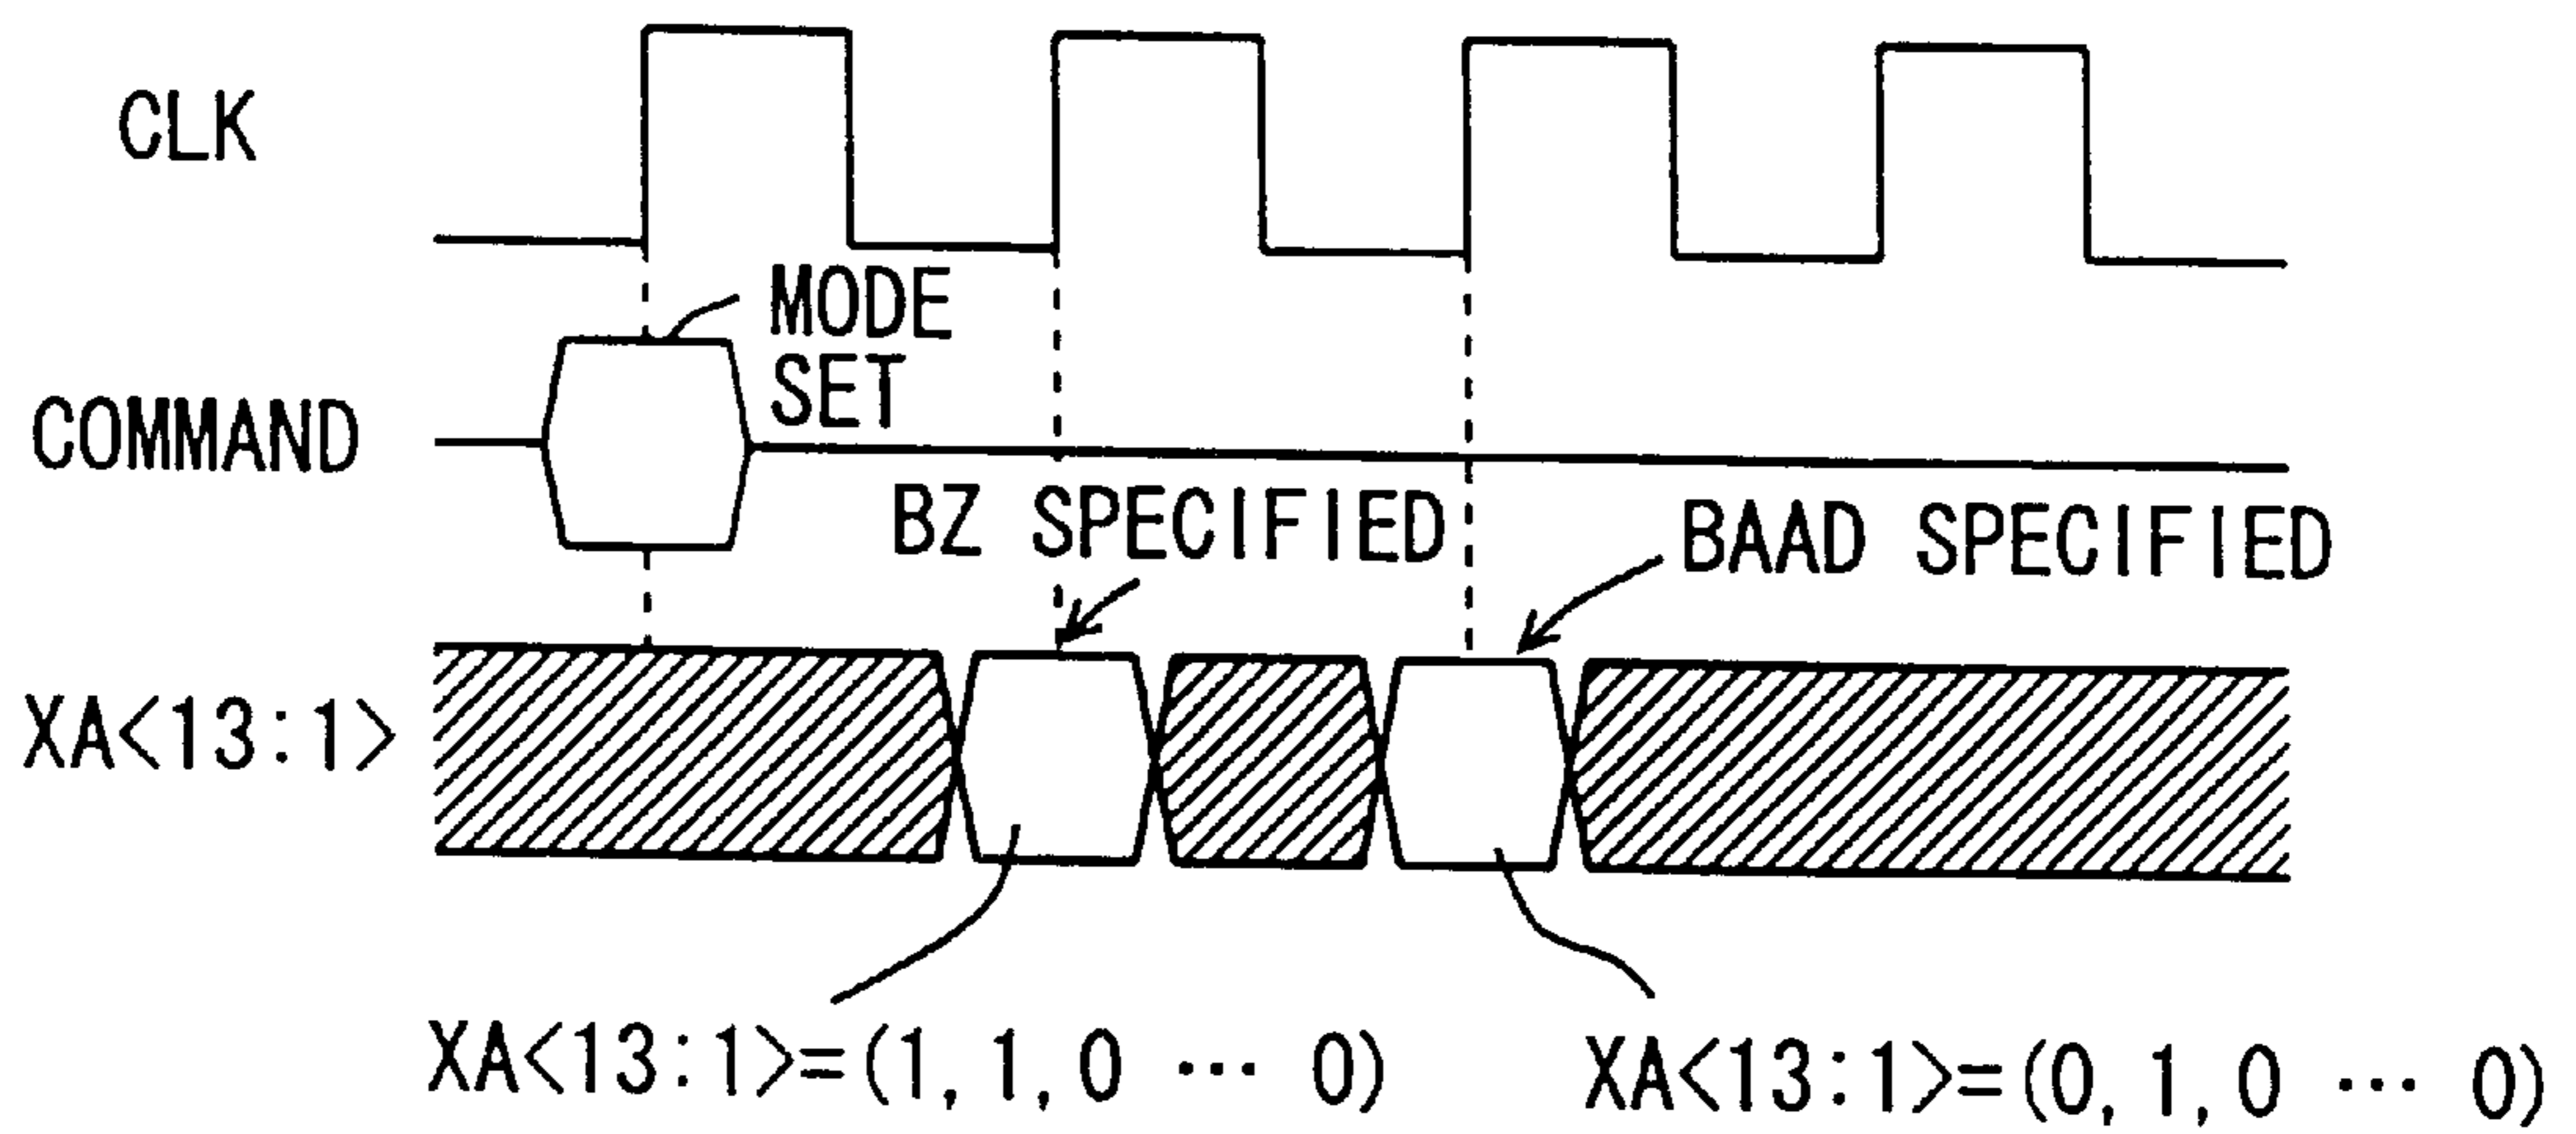 CLK
MODE
SET
COMMAND
BZ SPECIFIED
BAAD SPECIFIED
XA<13:1>
XA<13:1>=(1, 1, 0 ··· 0)
XA<13:1>=(0, 1, 0 ··· 0)